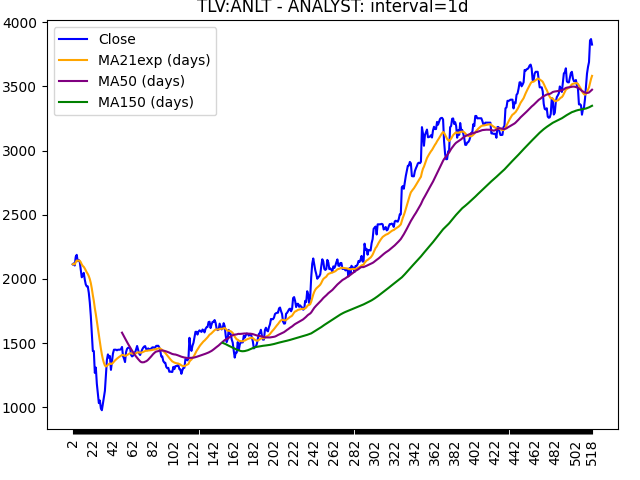 TLV:ANLT - ANALYST: interval=1d
Close
MA21exp (days)
MA50 (days)
MA150 (days)
4000
3500
3000
2500
2000
1500
1000
2 22 42 62 82 102 122 142 162 182 202 222 242 262 282 302 322 342 362 382 402 422 442 462 482 502 518